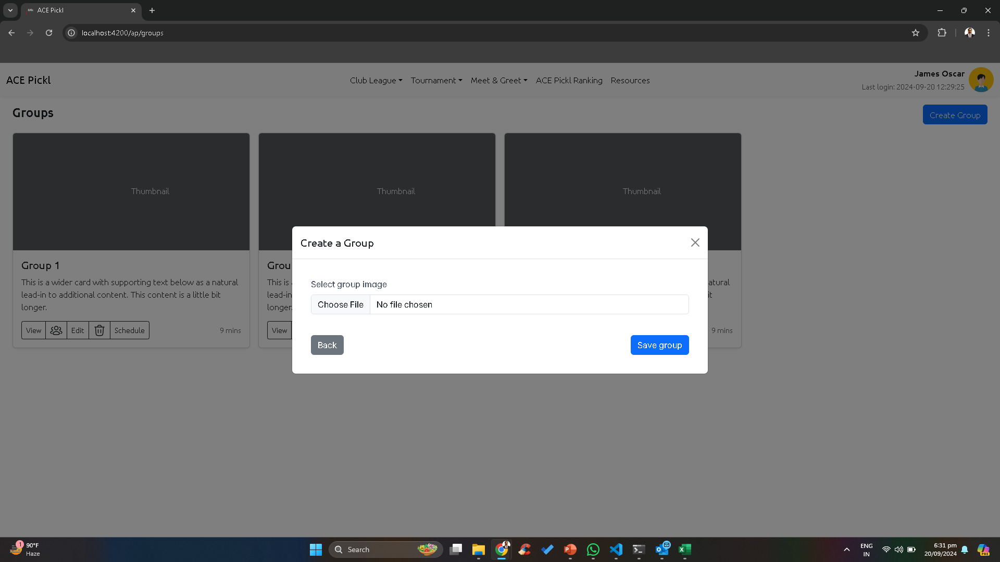 ACE Pickl
localhost:4200/ap/groups
ACE Pickl
Club League
Tournament
Meet & Greet
ACE Pickl Ranking
Resources
James Oscar
Last login: 2024-09-20 12:29:25
Groups
Create Group
Thumbnail
Thumbnail
Thumbnail
Group 1
This is a wider card with supporting text below as a natural
lead-in to additional content. This content is a little bit
longer.
View
Edit
Schedule
9 mins
Grou
This is
lead-in
longer.
View
atural
it
9 mins
Create a Group
Select group image
Choose File
No file chosen
Back
Save group
1
90°F
Haze
Search
ENG
IN
6:31 pm
20/09/2024
PRE